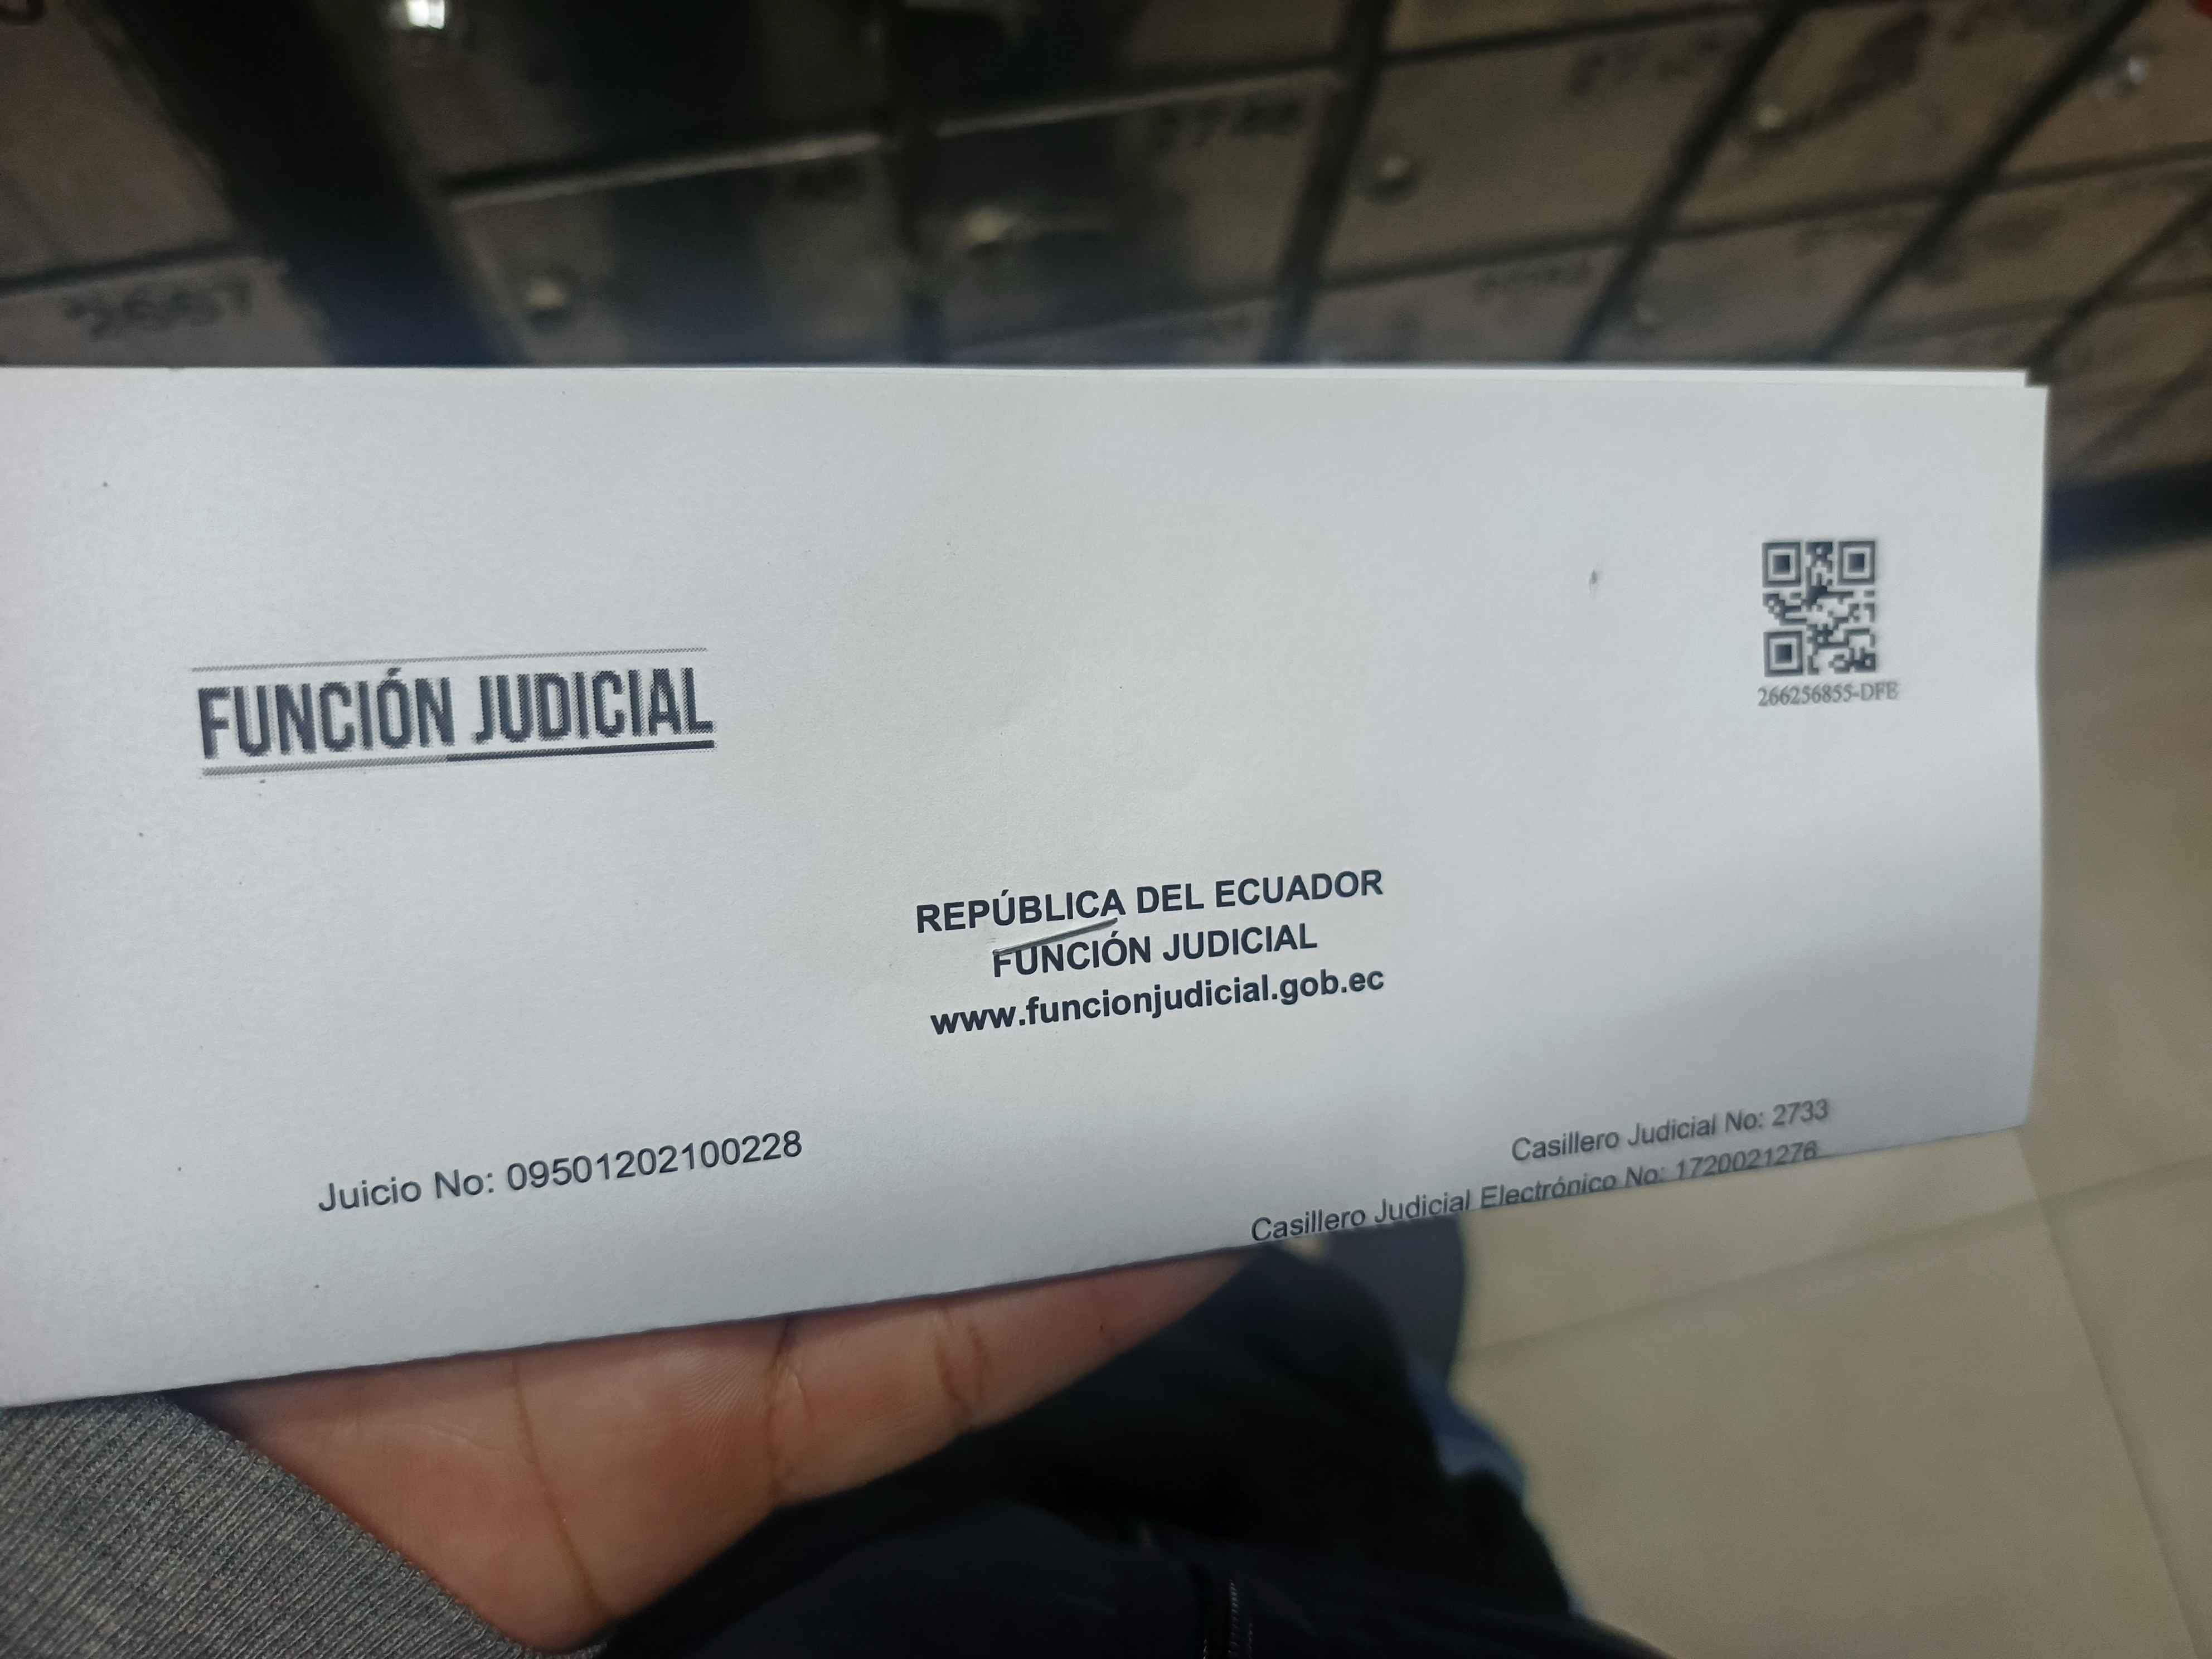 FUNCIÓN JUDICIAL
266256855-DFE
REPÚBLICA DEL ECUADOR
FUNCIÓN JUDICIAL
www.funcionjudicial.gob.ec
Juicio No: 09501202100228
Casillero Judicial No: 2733
Casillero Judicial Electrónico No: 1720021276